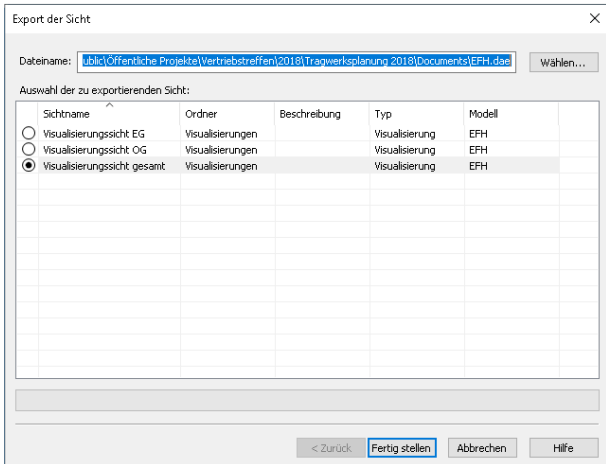 Export der Sicht
Dateiname: ublic\Öffentliche Projekte\Vertriebstreffen\2018\Tragwerksplanung 2018\Documents\EFH.dae Wählen...
Auswahl der zu exportierenden Sicht:
Sichtname Ordner Beschreibung Typ Modell
Visualisierungssicht EG Visualisierungen Visualisierung EFH
Visualisierungssicht OG Visualisierungen Visualisierung EFH
Visualisierungssicht gesamt Visualisierungen Visualisierung EFH
< Zurück Fertig stellen Abbrechen Hilfe